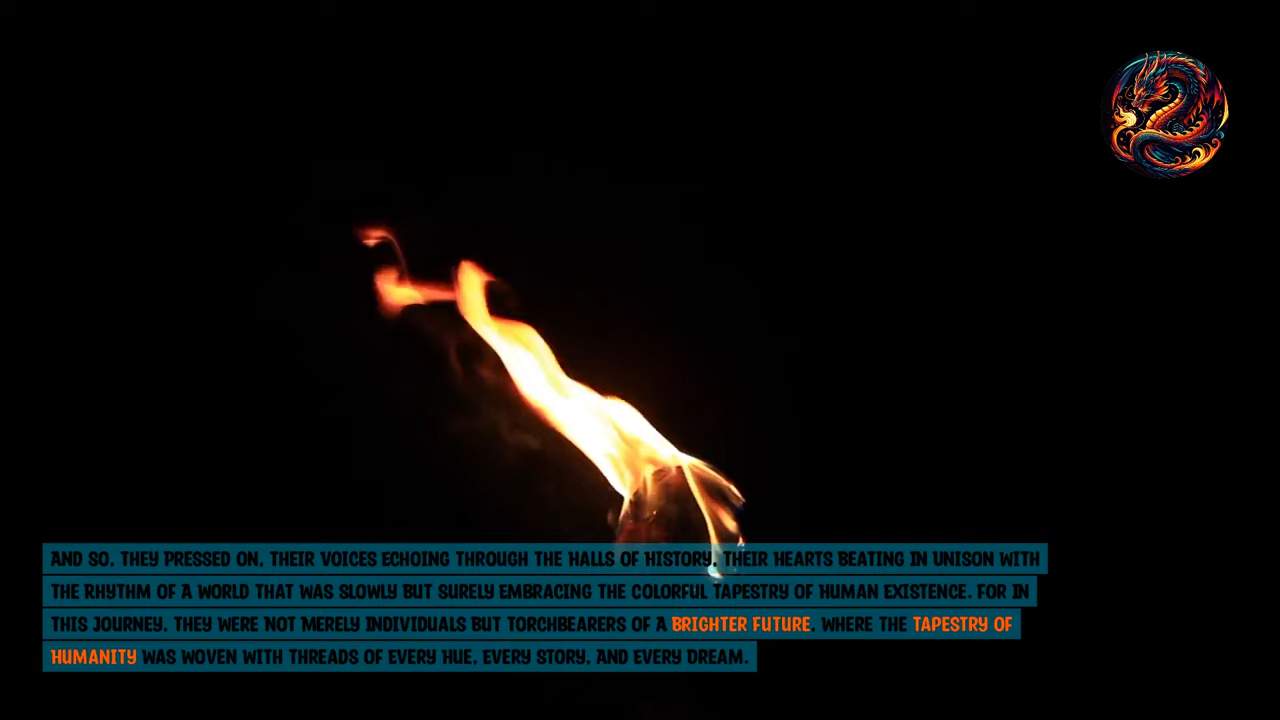 AND SO, THEY PRESSED ON, THEIR VOICES ECHOING THROUGH THE HALLS OF HISTORY, THEIR HEARTS BEATING IN UNISON WITH
THE RHYTHM OF A WORLD THAT WAS SLOWLY BUT SURELY EMBRACING THE COLORFUL TAPESTRY OF HUMAN EXISTENCE. FOR IN
THIS JOURNEY, THEY WERE NOT MERELY INDIVIDUALS BUT TORCHBEARERS OF A BRIGHTER FUTURE, WHERE THE TAPESTRY OF
HUMANITY WAS WOVEN WITH THREADS OF EVERY HUE, EVERY STORY, AND EVERY DREAM.